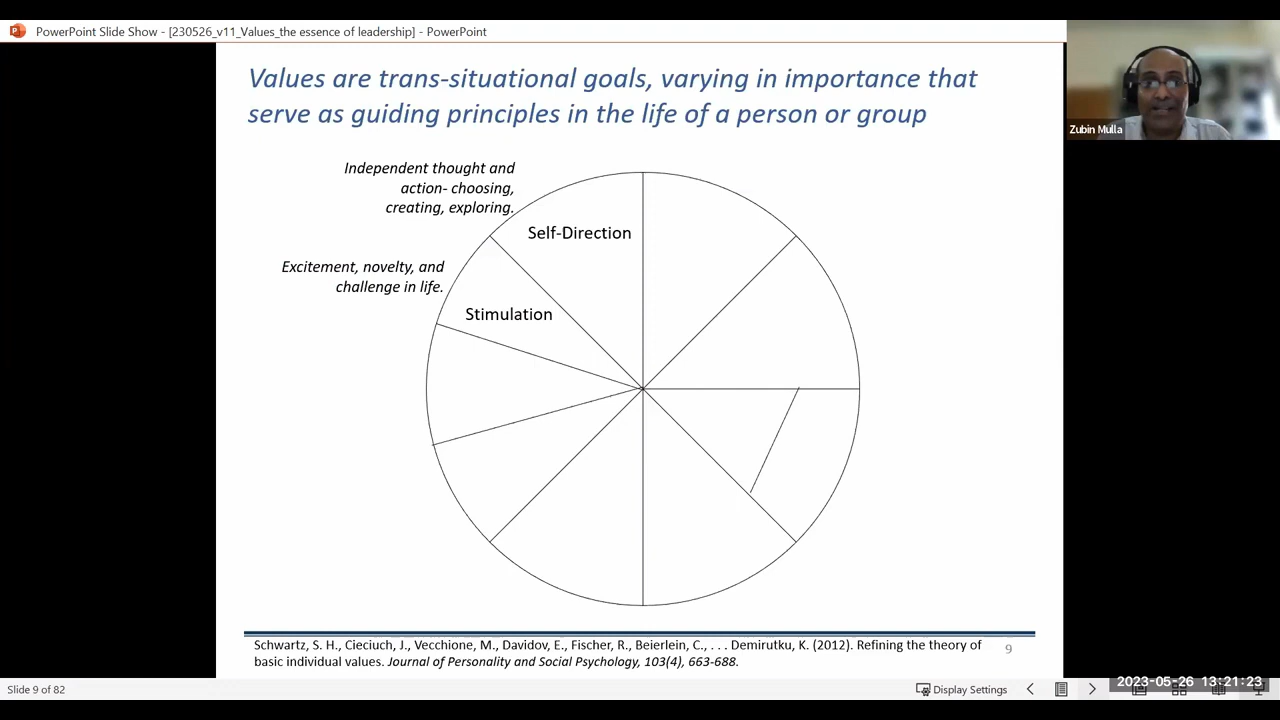 PowerPoint Slide Show - [230526_v11_Values_the essence of leadership] - PowerPoint
Zubin Mulla
Values are trans-situational goals, varying in importance that
serve as guiding principles in the life of a person or group
Independent thought and
action- choosing,
creating, exploring.
Self-Direction
Excitement, novelty, and
challenge in life.
Stimulation
Schwartz, S. H., Cieciuch, J., Vecchione, M., Davidov, E., Fischer, R., Beierlein, C., . . . Demirutku, K. (2012). Refining the theory of
basic individual values. Journal of Personality and Social Psychology, 103(4), 663-688.
9
Slide 9 of 82
Display Settings
2023-05-26 13:21:23